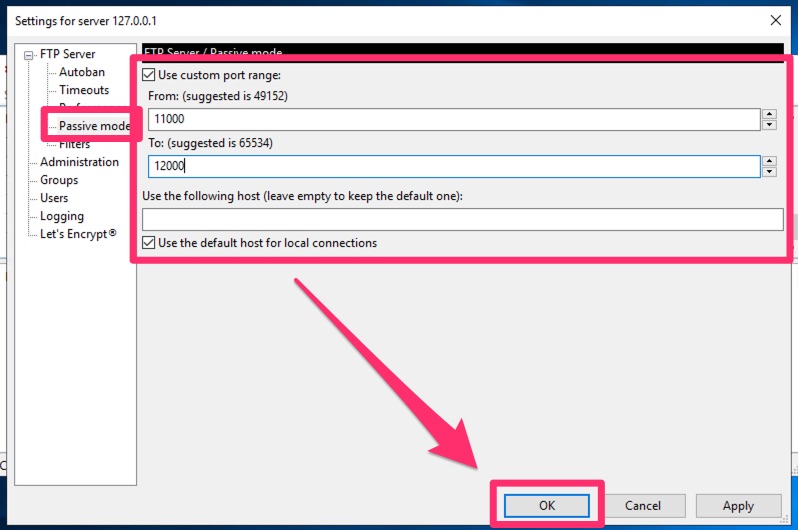 Settings for server 127.0.0.1
FTP Server
Autoban
Timeouts
Passive mode
Filters
Administration
Groups
Users
Logging
Let's Encrypt®
FTP Server / Passive mode
Use custom port range:
From: (suggested is 49152)
11000
To: (suggested is 65534)
12000
Use the following host (leave empty to keep the default one):
Use the default host for local connections
OK
Cancel
Apply